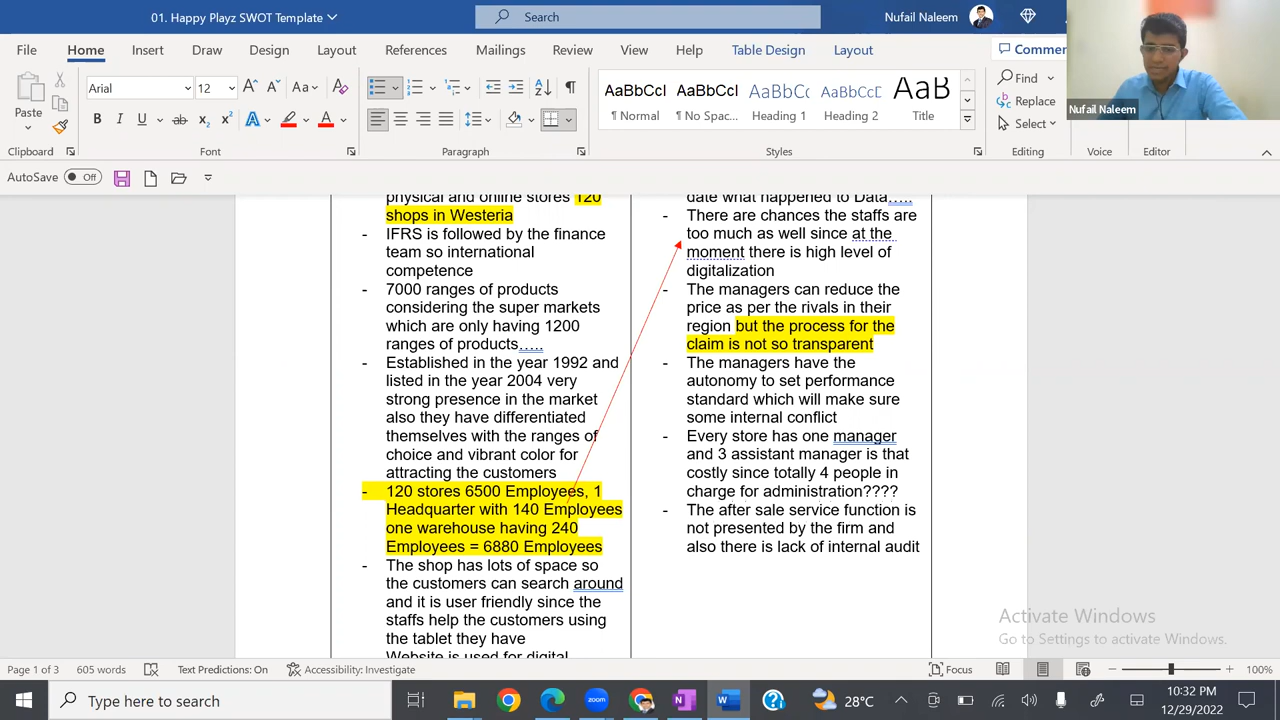 01. Happy Playz SWOT Template
Search
Nufail Naleem
File Home Insert Draw Design Layout References Mailings Review View Help Table Design Layout
Paste
Clipboard
Arial
12
Font
Paragraph
AaBbCcI AaBbCcI AaBbCc AaBbCcD AaB
¶ Normal ¶ No Spac... Heading 1 Heading 2 Title
Styles
Find
Replace
Select
Editing
Voice
Editor
Nufail Naleem
AutoSave Off
physical and online stores 120
shops in Westeria
- IFRS is followed by the finance
team so international
competence
- 7000 ranges of products
considering the super markets
which are only having 1200
ranges of products…..
- Established in the year 1992 and
listed in the year 2004 very
strong presence in the market
also they have differentiated
themselves with the ranges of
choice and vibrant color for
attracting the customers
- 120 stores 6500 Employees, 1
Headquarter with 140 Employees
one warehouse having 240
Employees = 6880 Employees
- The shop has lots of space so
the customers can search around
and it is user friendly since the
staffs help the customers using
the tablet they have
Website is used for digital
date what happened to Data…..
- There are chances the staffs are
too much as well since at the
moment there is high level of
digitalization
- The managers can reduce the
price as per the rivals in their
region but the process for the
claim is not so transparent
- The managers have the
autonomy to set performance
standard which will make sure
some internal conflict
- Every store has one manager
and 3 assistant manager is that
costly since totally 4 people in
charge for administration????
- The after sale service function is
not presented by the firm and
also there is lack of internal audit
Activate Windows
Go to Settings to activate Windows.
Page 1 of 3 605 words Text Predictions: On Accessibility: Investigate Focus 100%
Type here to search
zoom
28°C
10:32 PM
12/29/2022